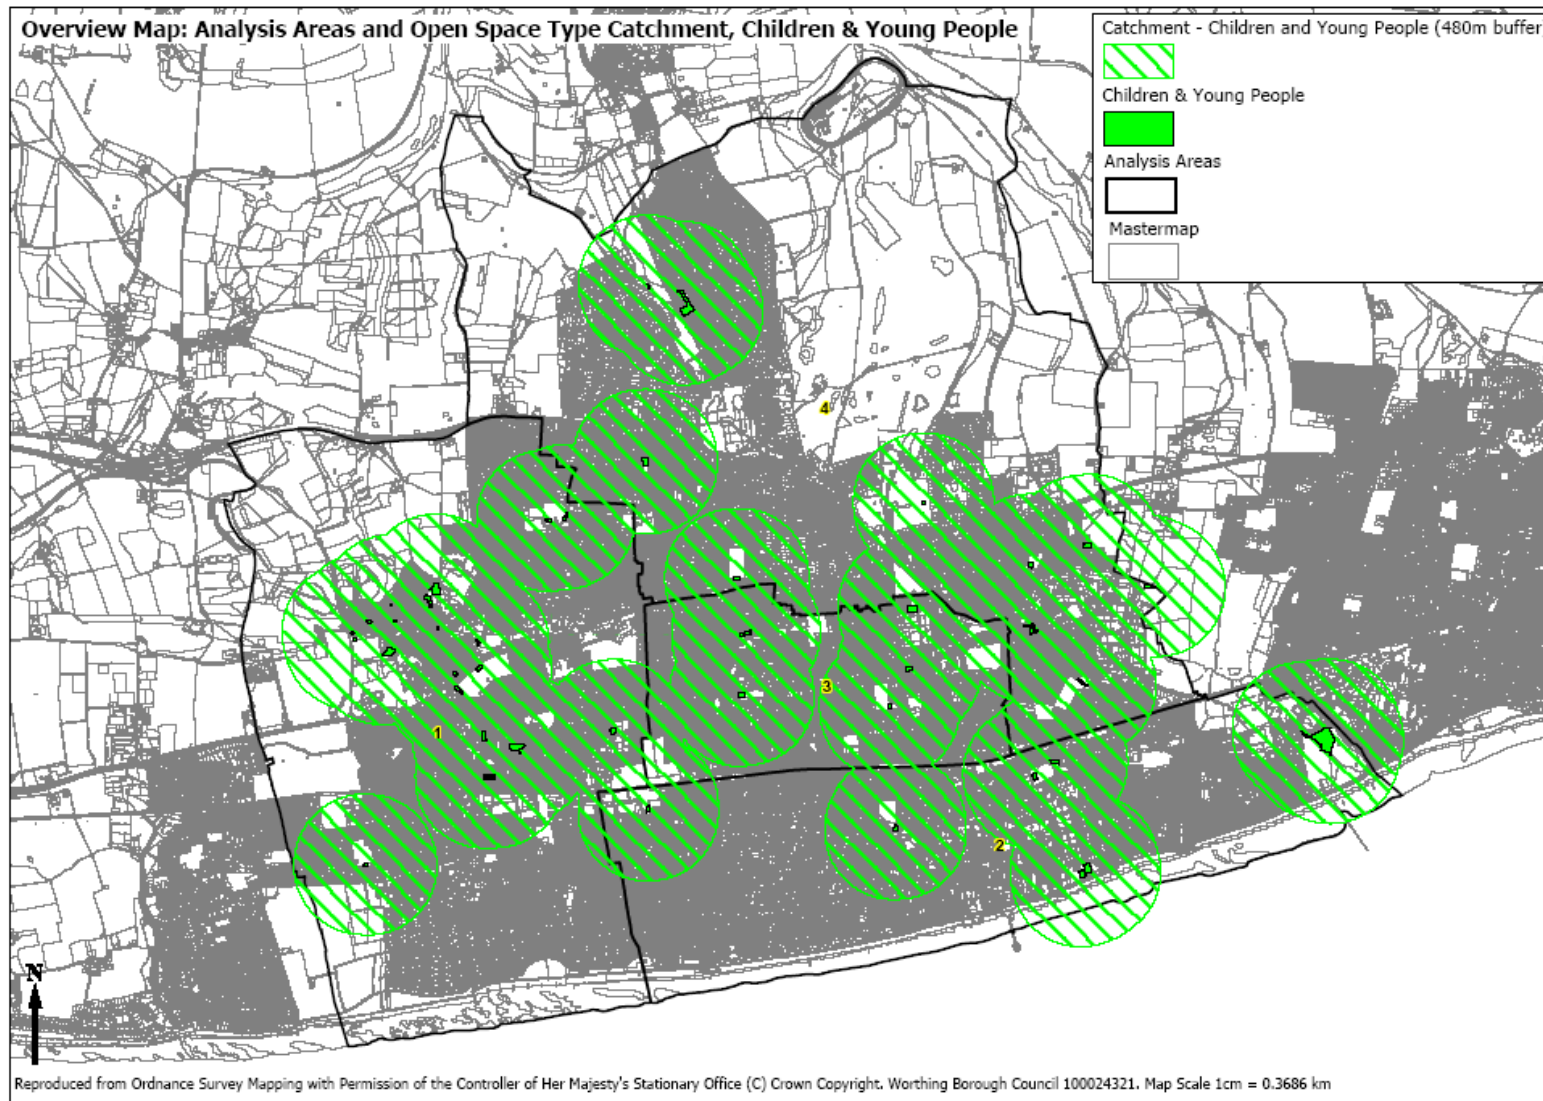 Overview Map: Analysis Areas and Open Space Type Catchment, Children & Young People
Catchment - Children and Young People (480m buffer
Children & Young People
Analysis Areas
Mastermap
4
3
1
2
N
Reproduced from Ordnance Survey Mapping with Permission of the Controller of Her Majesty's Stationary Office (C) Crown Copyright. Worthing Borough Council 100024321. Map Scale 1cm = 0.3686 km